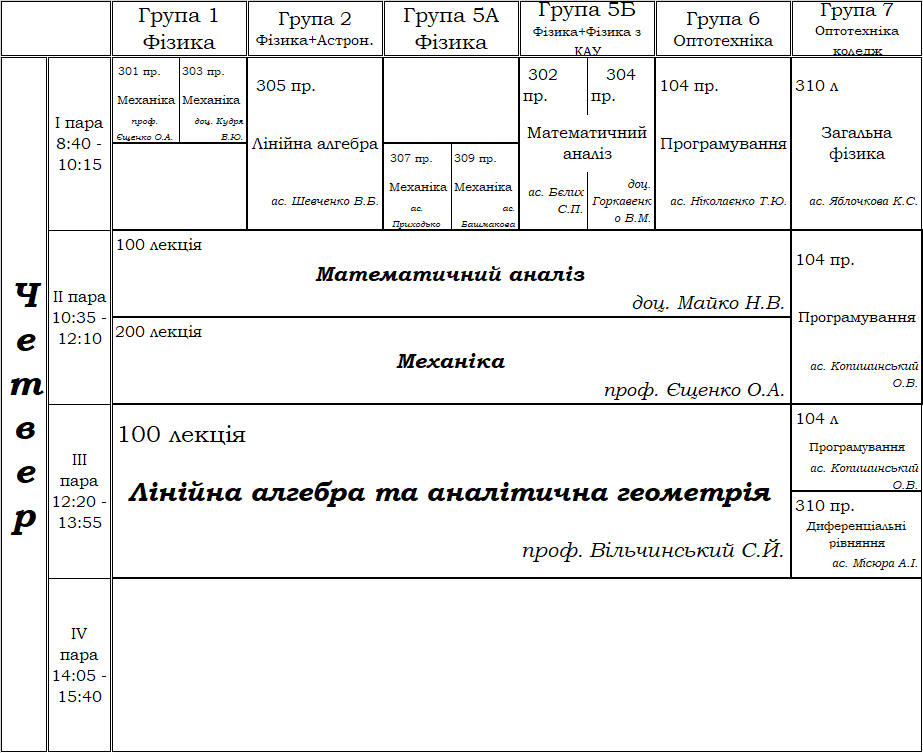 Група 1
Фізика
Група 2
Фізика+Астрон.
Група 5А
Фізика
Група 5Б
Фізика+Фізика з
КАУ
Група 6
Оптотехніка
Група 7
Оптотехніка
коледж
Четвер
І пара
8:40 -
10:15
301 пр.
Механіка
проф.
Єщенко О.А.
303 пр.
Механіка
доц. Кудря
В.Ю.
305 пр.
Лінійна алгебра
ас. Шевченко В.Б.
307 пр.
Механіка
ас.
Приходько
309 пр.
Механіка
ас.
Башмакова
302
пр.
304
пр.
Математичний
аналіз
ас. Бєлих
С.П.
доц.
Горкавенк
о В.М.
104 пр.
Програмування
ас. Ніколаєнко Т.Ю.
310 л
Загальна
фізика
ас. Яблочкова К.С.
ІІ пара
10:35 -
12:10
100 лекція
Математичний аналіз
доц. Майко Н.В.
200 лекція
Механіка
проф. Єщенко О.А.
104 пр.
Програмування
ас. Копишинський
О.В.
ІІІ
пара
12:20 -
13:55
100 лекція
Лінійна алгебра та аналітична геометрія
проф. Вільчинський С.Й.
104 л
Програмування
ас. Копишинський
О.В.
310 пр.
Диференціальні
рівняння
ас. Місюра А.І.
IV
пара
14:05 -
15:40